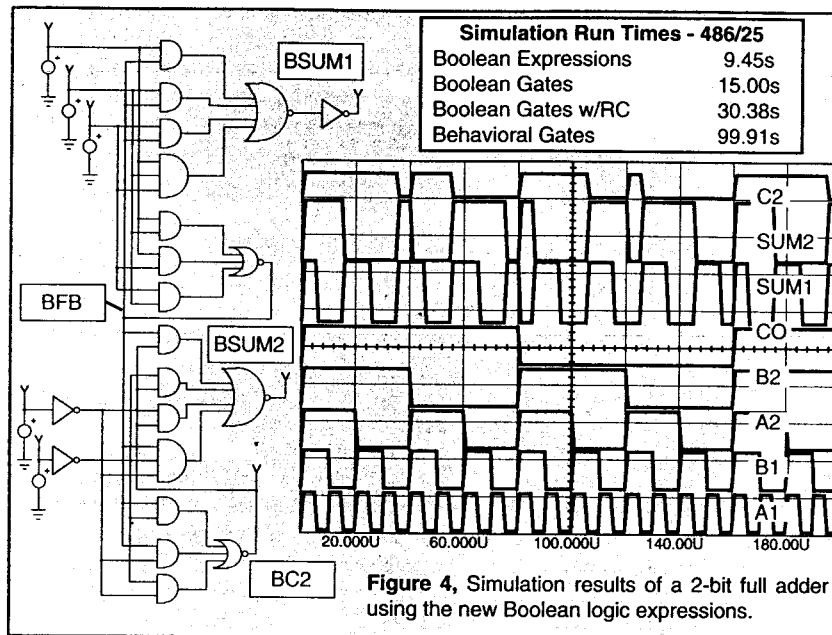 BSUM1
BFB
BSUM2
BC2
Simulation Run Times - 486/25
Boolean Expressions 9.45s
Boolean Gates 15.00s
Boolean Gates w/RC 30.38s
Behavioral Gates 99.91s
C2
SUM2
SUM1
CO
B2
A2
B1
A1
20.000U 60.000U 100.000U 140.00U 180.00U
Figure 4, Simulation results of a 2-bit full adder
using the new Boolean logic expressions.